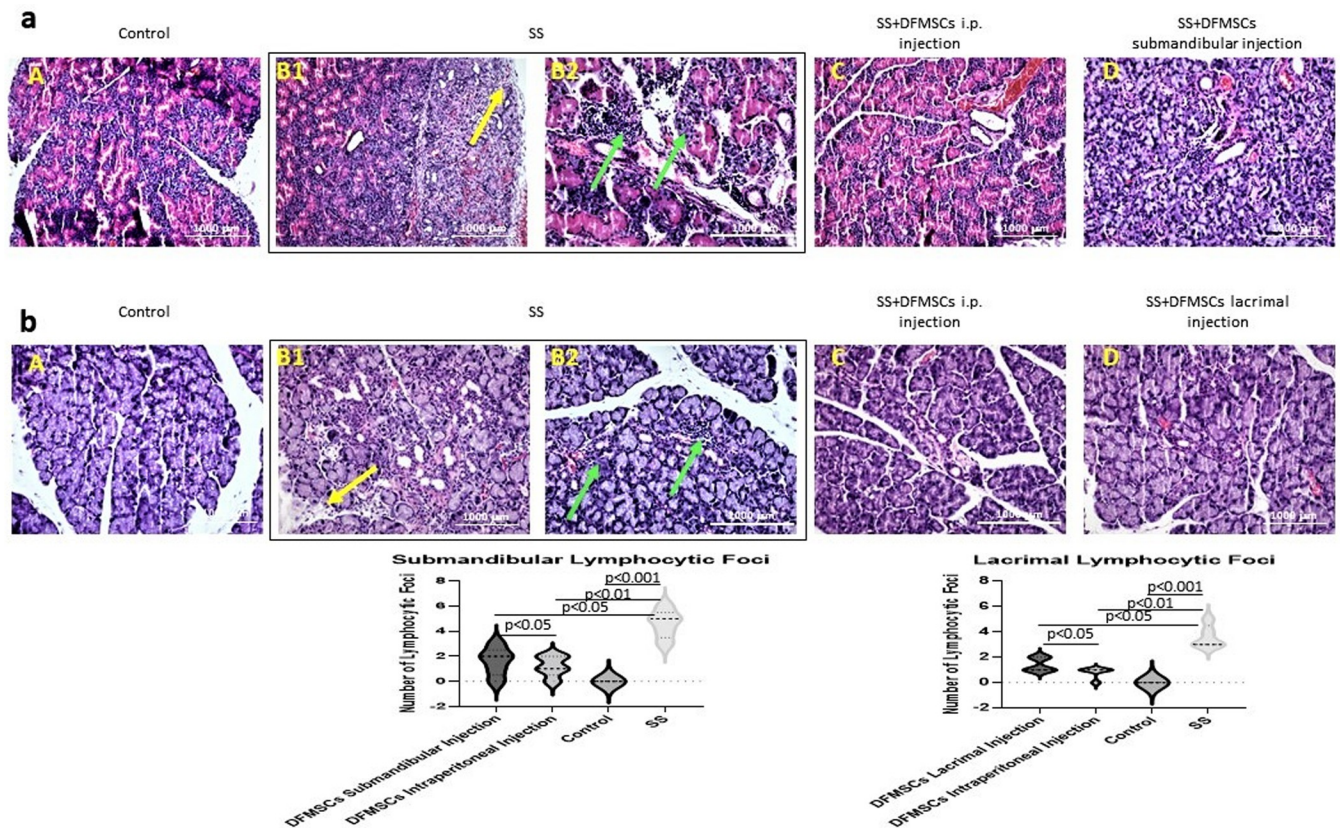 a
Control
SS
SS+DFMSCs i.p.
injection
SS+DFMSCs
submandibular injection
A
B1
B2
C
D
1000 µm
1000 µm
1000 µm
1000 µm
1000 µm
b
Control
SS
SS+DFMSCs i.p.
injection
SS+DFMSCs lacrimal
injection
A
B1
B2
C
D
1000 µm
1000 µm
1000 µm
1000 µm
Submandibular Lymphocytic Foci
Number of Lymphocytic Foci
8
6
4
2
0
-2
p<0.001
p<0.01
p<0.05
p<0.05
DFMSCs Submandibular Injection
DFMSCs Intraperitoneal Injection
Control
SS
Lacrimal Lymphocytic Foci
Number of Lymphocytic Foci
8
6
4
2
0
-2
p<0.001
p<0.01
p<0.05
p<0.05
DFMSCs Lacrimal Injection
DFMSCs Intraperitoneal Injection
Control
SS